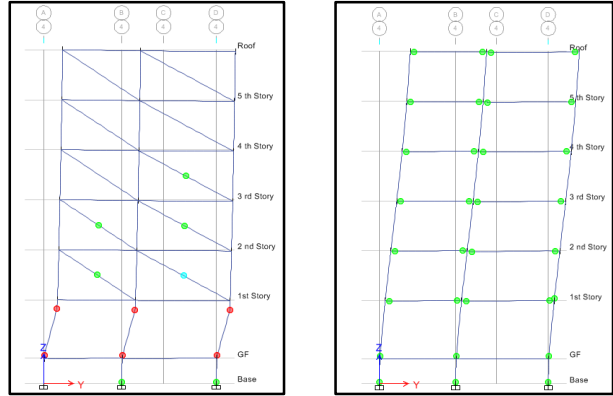 A B C D
4 4 4 4
Roof
5 th Story
4 th Story
3 rd Story
2 nd Story
1st Story
Z
GF
Y
Base
A B C D
4 4 4 4
Roof
5 th Story
4 th Story
3 rd Story
2 nd Story
1st Story
Z
GF
Y
Base